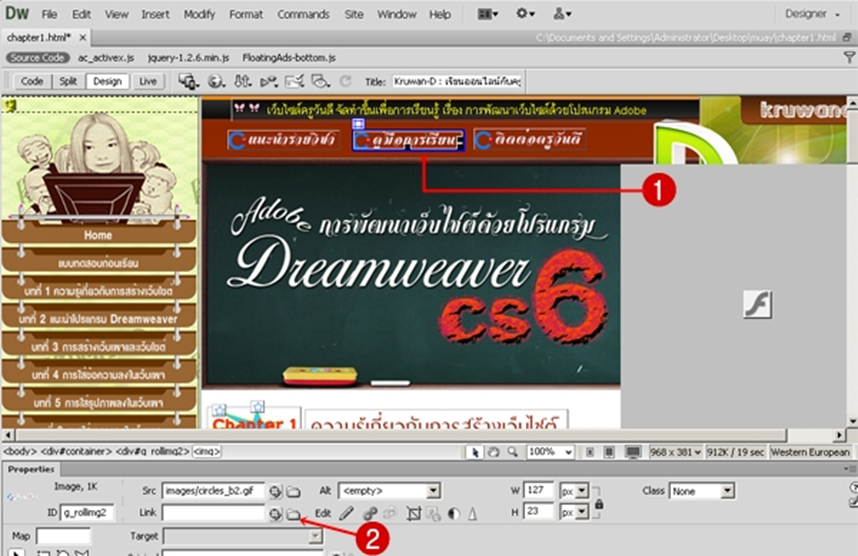 Dw File Edit View Insert Modify Format Commands Site Window Help Designer
chapter1.html* × C:\Documents and Settings\Administrator\Desktop\muay\chapter1.html
Source Code ac_activex.js jquery-1.2.6.min.js FloatingAds-bottom.js
Code Split Design Live Title: Kruwan-D : เรียนออนไลน์กับคร
เว็บไซต์ครูวันดี จัดทำขึ้นเพื่อการเรียนรู้ เรื่อง การพัฒนาเว็บไซต์ด้วยโปรแกรม Adobe
kruwan
แนะนำรายวิชา คู่มือการเรียน ติดต่อครูวันดี
1
Adobe การพัฒนาเว็บไซต์ด้วยโปรแกรม
Dreamweaver
cs6
Home
แบบทดสอบก่อนเรียน
บทที่ 1 ความรู้เกี่ยวกับการสร้างเว็บไซต์
บทที่ 2 แนะนำโปรแกรม Dreamweaver
บทที่ 3 การสร้างเว็บเพจและเว็บไซต์
บทที่ 4 การใส่ข้อความลงในเว็บเพจ
บทที่ 5 การใส่รูปภาพลงในเว็บเพจ
Chapter 1 ความรู้เกี่ยวกับการสร้างเว็บไซต์
<body> <div#container> <div#g_rollimg2> <img> 100% 968 x 381 912K / 19 sec Western European
Properties
Image, 1K Src images/circles_b2.gif Alt <empty> W 127 px Class None
ID g_rollimg2 Link Edit H 23 px
2
Map Target